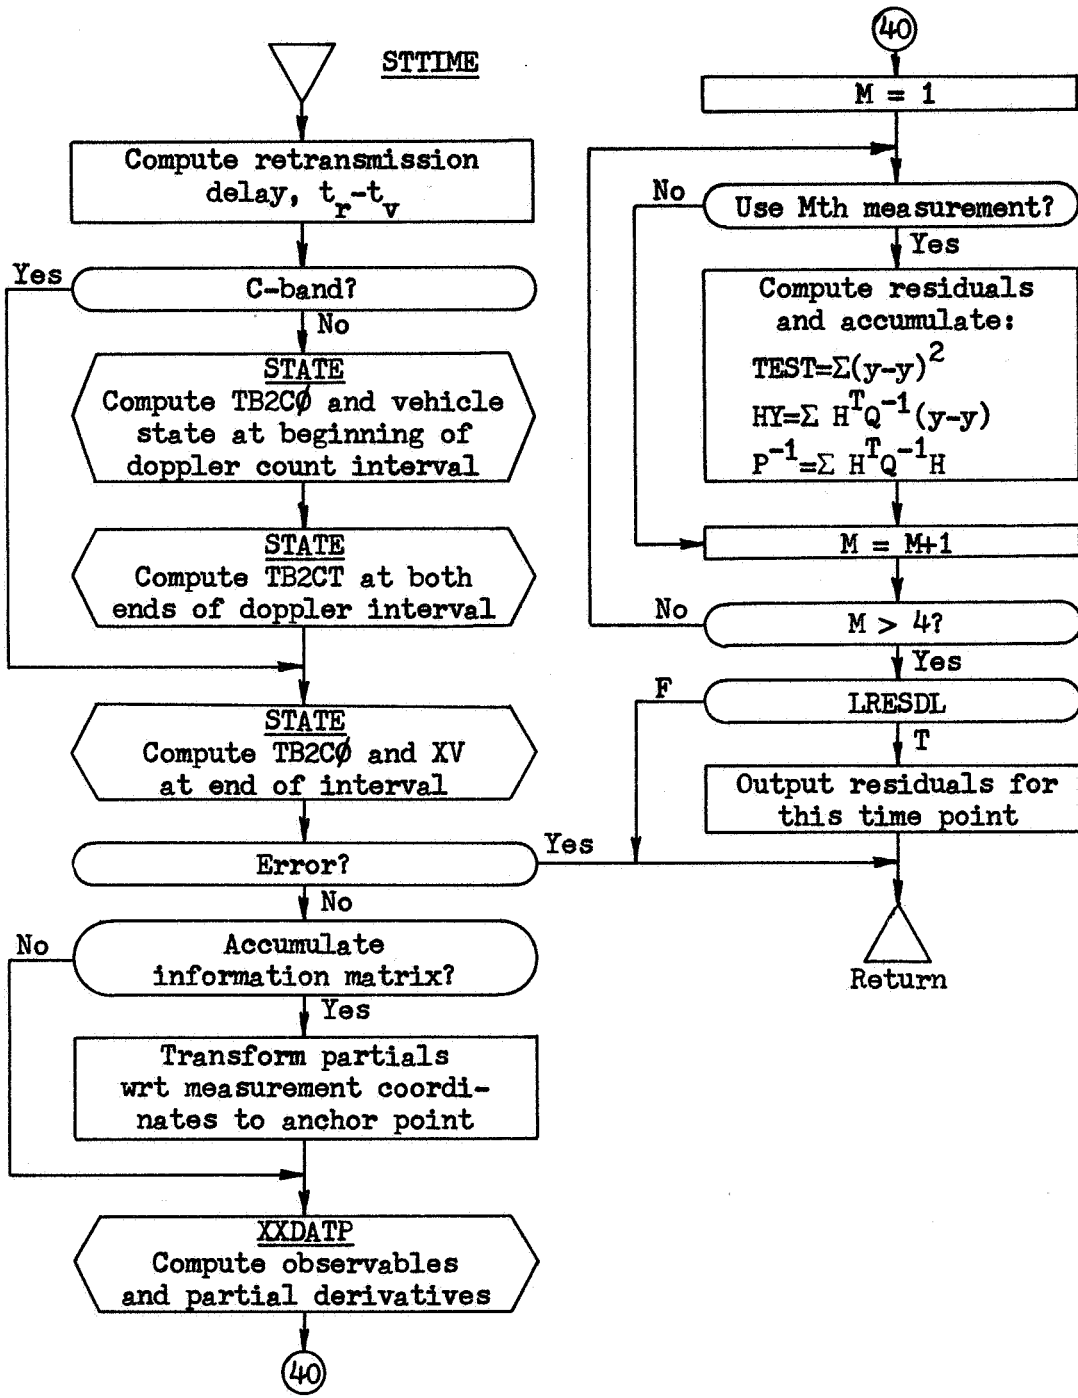 STTIME
Compute retransmission
delay, t_r-t_v
Yes
C-band?
No
STATE
Compute TB2CØ and vehicle
state at beginning of
doppler count interval
STATE
Compute TB2CT at both
ends of doppler interval
STATE
Compute TB2CØ and XV
at end of interval
Error?
Yes
No
No
Accumulate
information matrix?
Yes
Transform partials
wrt measurement coordi-
nates to anchor point
XXDATP
Compute observables
and partial derivatives
40
40
M = 1
No
Use Mth measurement?
Yes
Compute residuals
and accumulate:
TEST=Σ(y-y)²
HY=Σ HᵀQ⁻¹(y-y)
P⁻¹=Σ HᵀQ⁻¹H
M = M+1
No
M > 4?
Yes
F
LRESDL
T
Output residuals for
this time point
Return